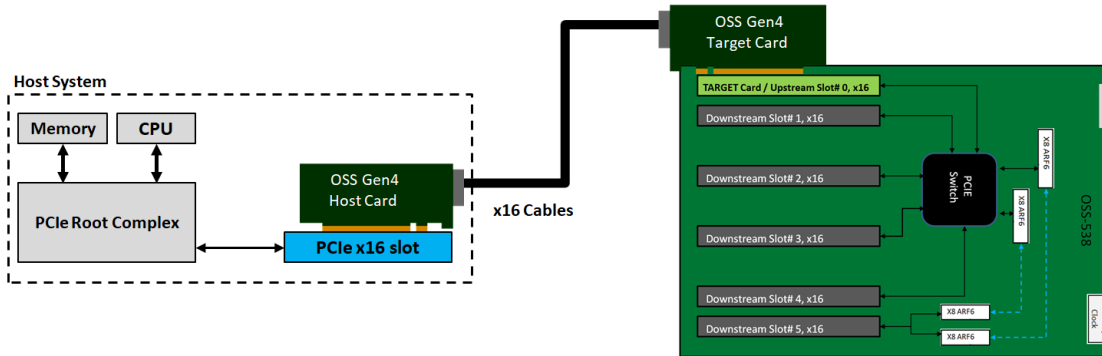 Host System
Memory
CPU
PCIe Root Complex
OSS Gen4
Host Card
PCIe x16 slot
x16 Cables
OSS Gen4
Target Card
TARGET Card / Upstream Slot# 0, x16
Downstream Slot# 1, x16
Downstream Slot# 2, x16
Downstream Slot# 3, x16
Downstream Slot# 4, x16
Downstream Slot# 5, x16
PCIE
Switch
X8 ARF6
X8 ARF6
X8 ARF6
X8 ARF6
OSS-538
Clock